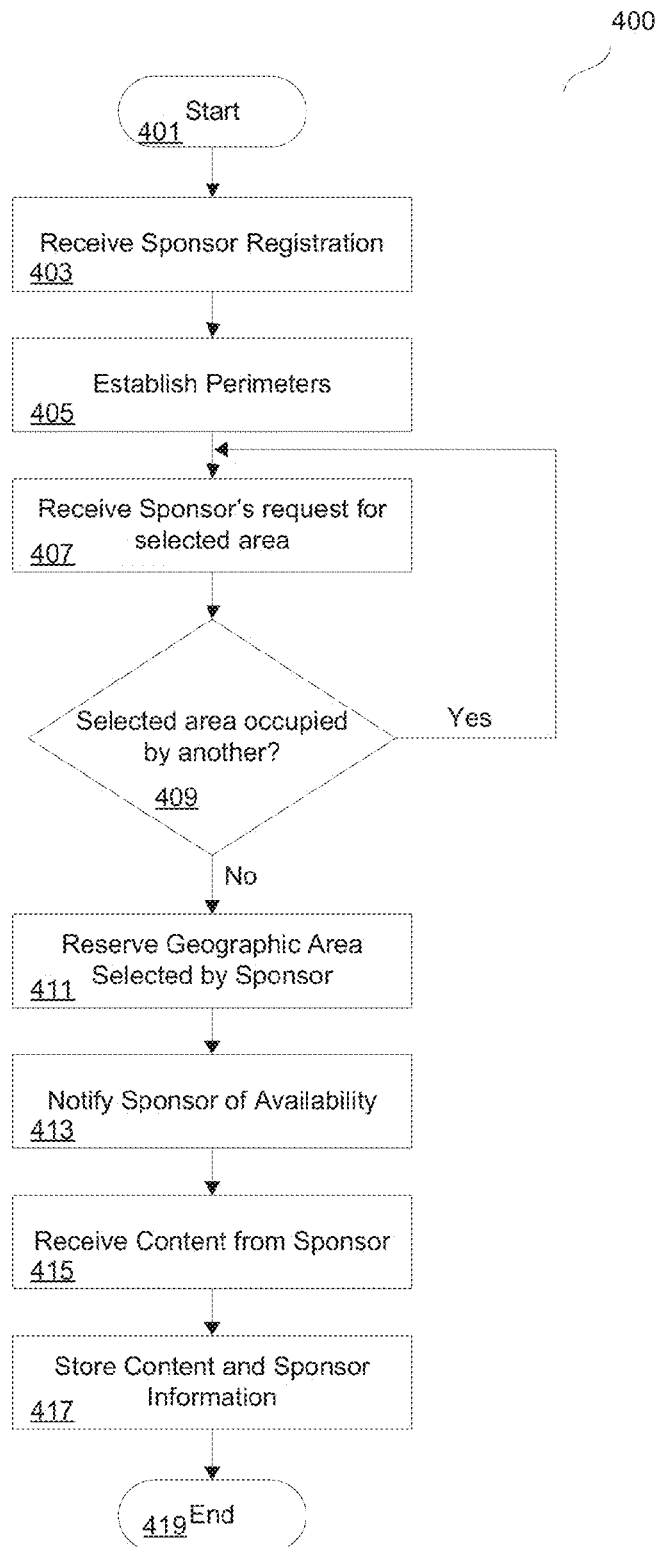 400
Start
401
Receive Sponsor Registration
403
Establish Perimeters
405
Receive Sponsor's request for
selected area
407
Selected area occupied
by another?
409
Yes
No
Reserve Geographic Area
Selected by Sponsor
411
Notify Sponsor of Availability
413
Receive Content from Sponsor
415
Store Content and Sponsor
Information
417
End
419